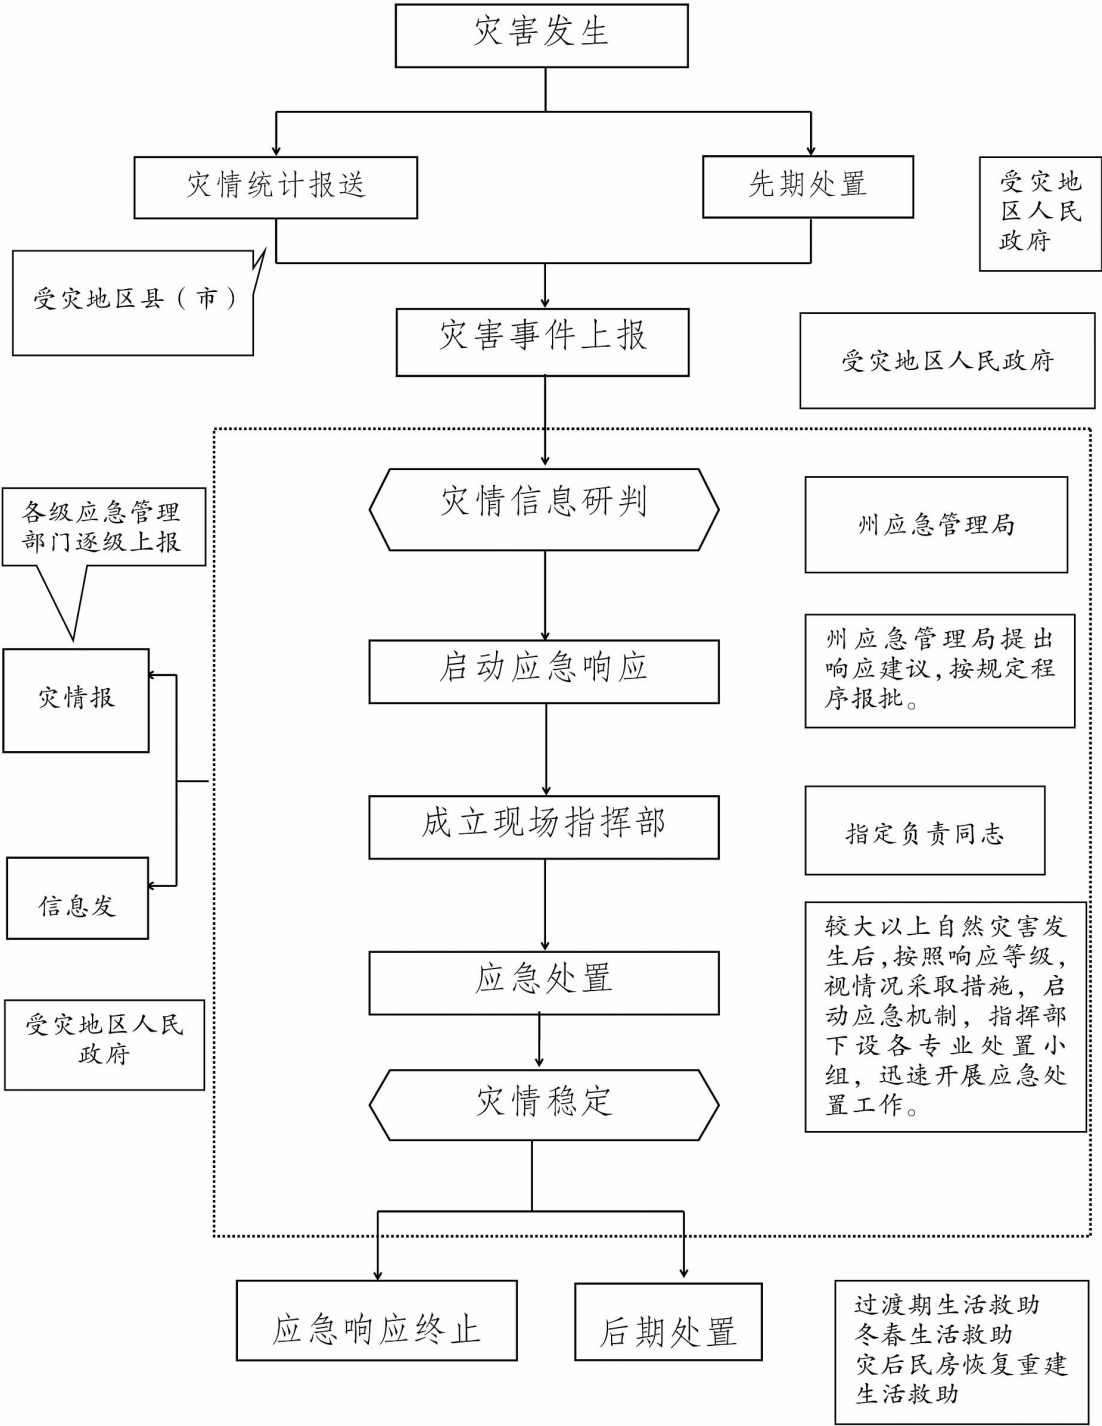 灾害发生
灾情统计报送
先期处置
受灾地
区人民
政府
受灾地区县（市）
灾害事件上报
受灾地区人民政府
各级应急管理
部门逐级上报
灾情信息研判
州应急管理局
灾情报
启动应急响应
州应急管理局提出
响应建议,按规定程
序报批。
成立现场指挥部
指定负责同志
信息发
应急处置
较大以上自然灾害发
生后,按照响应等级,
视情况采取措施，启
动应急机制，指挥部
下设各专业处置小
组，迅速开展应急处
置工作。
受灾地区人民
政府
灾情稳定
应急响应终止
后期处置
过渡期生活救助
冬春生活救助
灾后民房恢复重建
生活救助